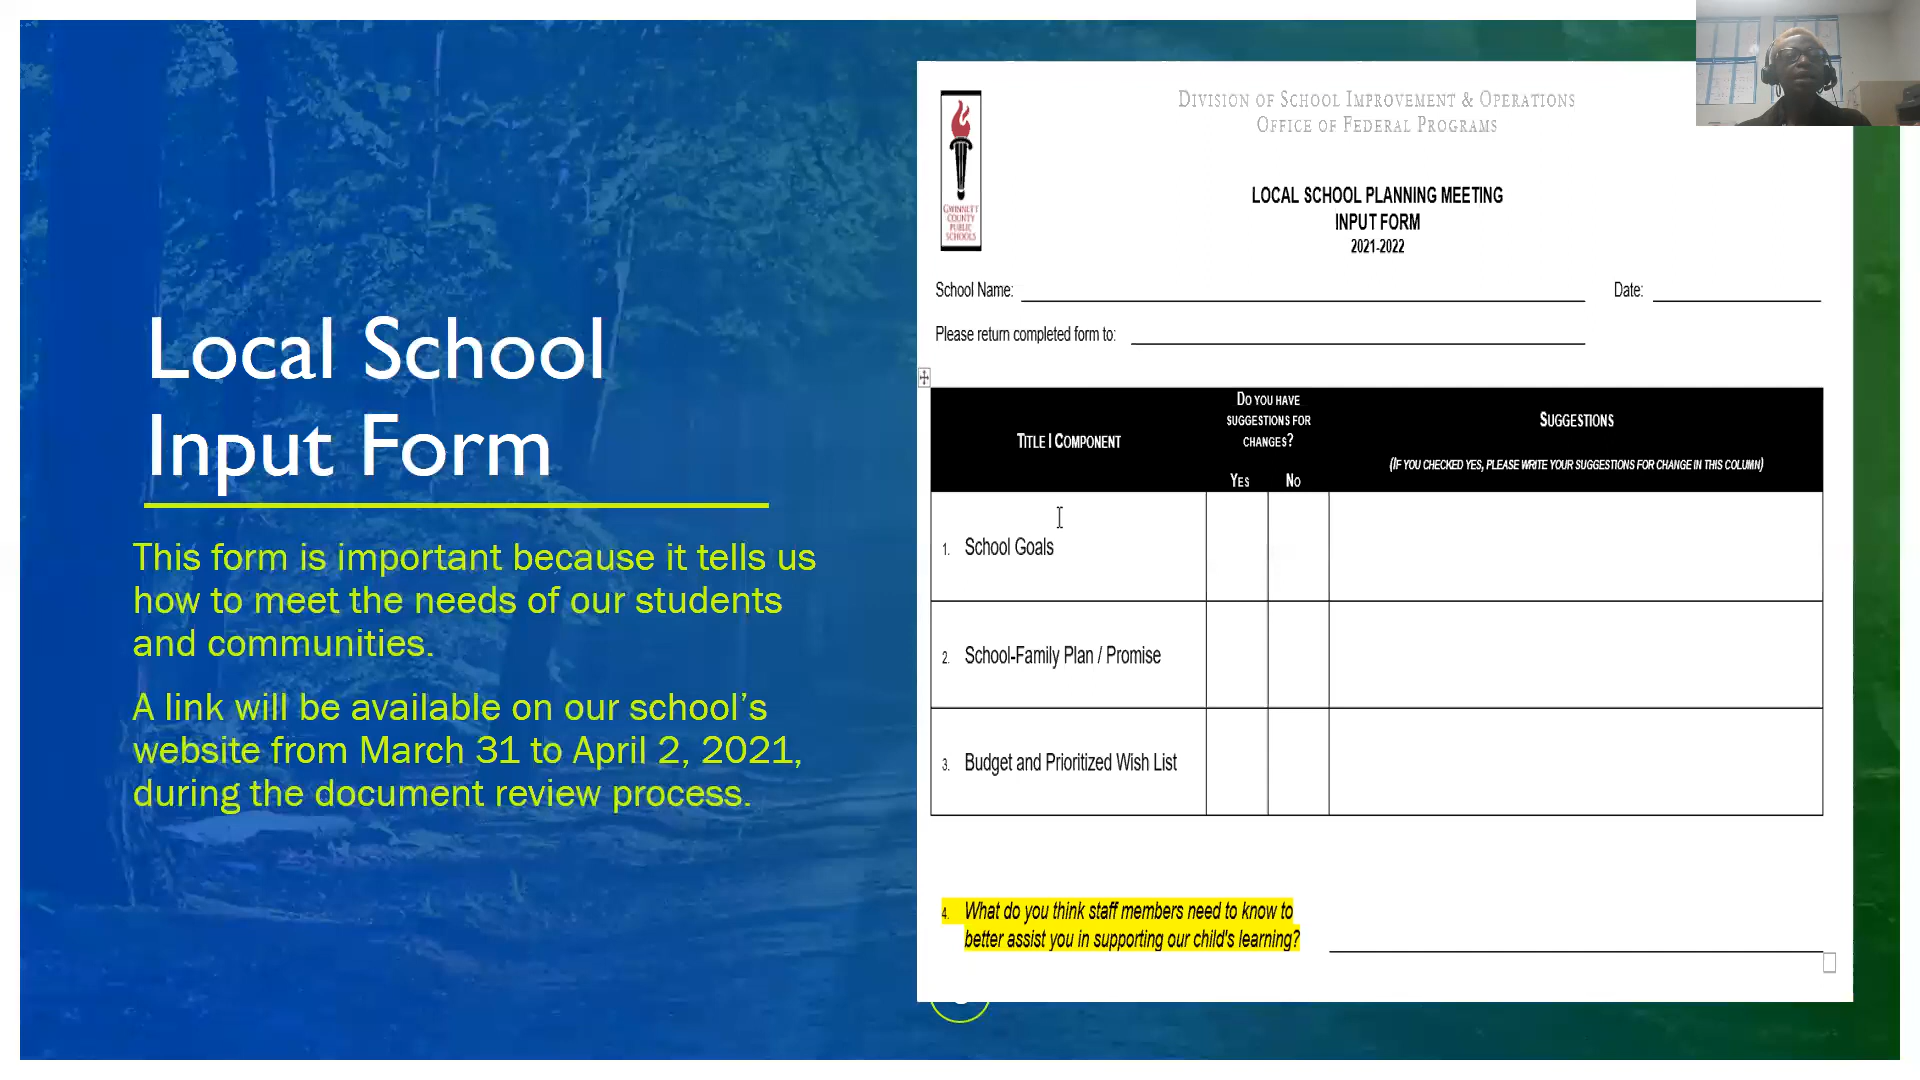 Local School
Input Form
This form is important because it tells us
how to meet the needs of our students
and communities.
A link will be available on our school’s
website from March 31 to April 2, 2021,
during the document review process.
GWINNETT
COUNTY
PUBLIC
SCHOOLS
DIVISION OF SCHOOL IMPROVEMENT & OPERATIONS
OFFICE OF FEDERAL PROGRAMS
LOCAL SCHOOL PLANNING MEETING
INPUT FORM
2021-2022
School Name:
Date:
Please return completed form to:
TITLE I COMPONENT
DO YOU HAVE
SUGGESTIONS FOR
CHANGES?
YES NO
SUGGESTIONS
(IF YOU CHECKED YES, PLEASE WRITE YOUR SUGGESTIONS FOR CHANGE IN THIS COLUMN)
1. School Goals
2. School-Family Plan / Promise
3. Budget and Prioritized Wish List
4. What do you think staff members need to know to
better assist you in supporting our child's learning?